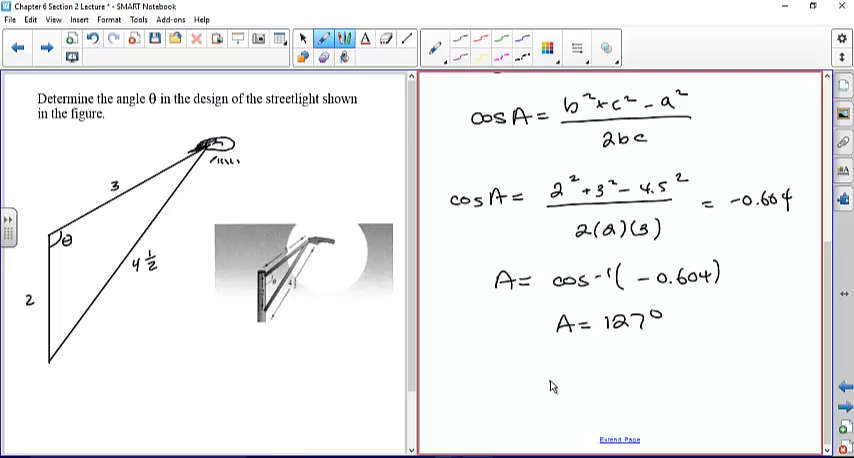 Chapter 6 Section 2 Lecture * - SMART Notebook
File Edit View Insert Format Tools Add-ons Help
Determine the angle θ in the design of the streetlight shown
in the figure.
3
θ
4 1/2
2
θ
cos A = b² + c² - a² / 2bc
cos A = 2² + 3² - 4.5² / 2(2)(3) = -0.604
A = cos⁻¹(-0.604)
A = 127°
Extend Page